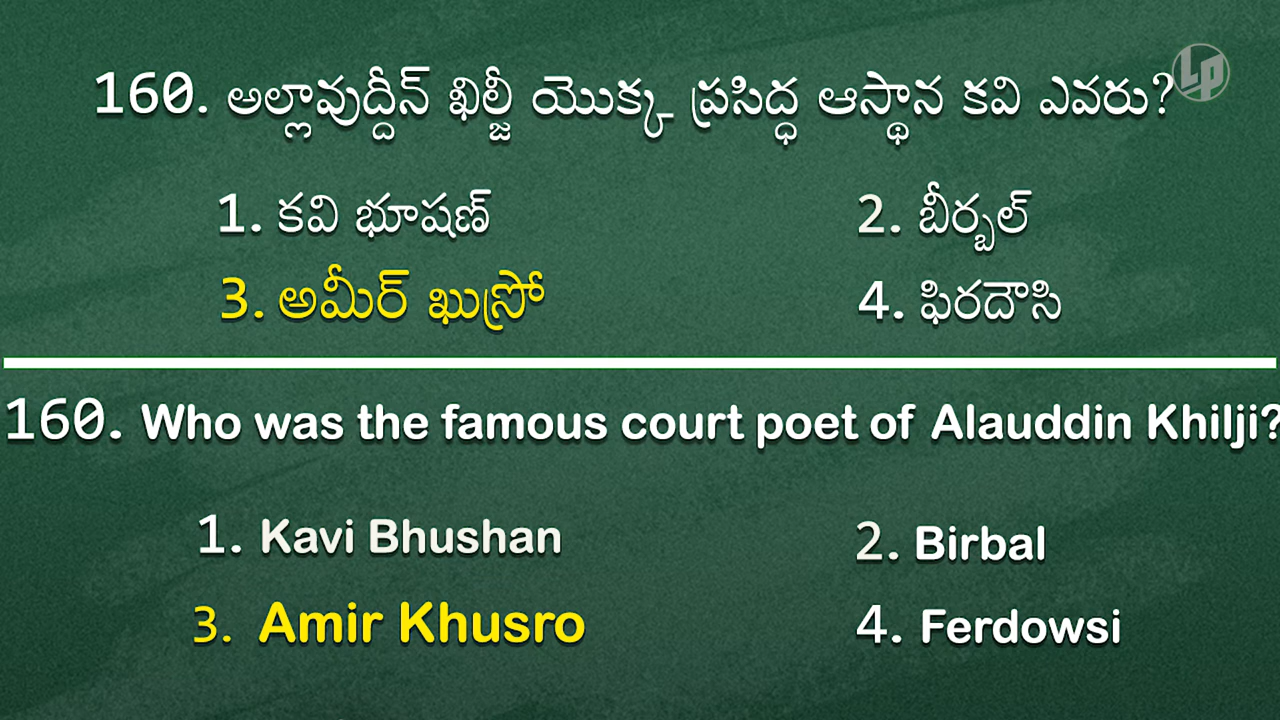 160. అల్లావుద్దీన్ ఖిల్జీ యొక్క ప్రసిద్ధ ఆస్థాన కవి ఎవరు?
LP
1. కవి భూషణ్ 2. బీర్బల్
3. అమీర్ ఖుస్రో 4. ఫిరదౌసి
160. Who was the famous court poet of Alauddin Khilji?
1. Kavi Bhushan 2. Birbal
3. Amir Khusro 4. Ferdowsi